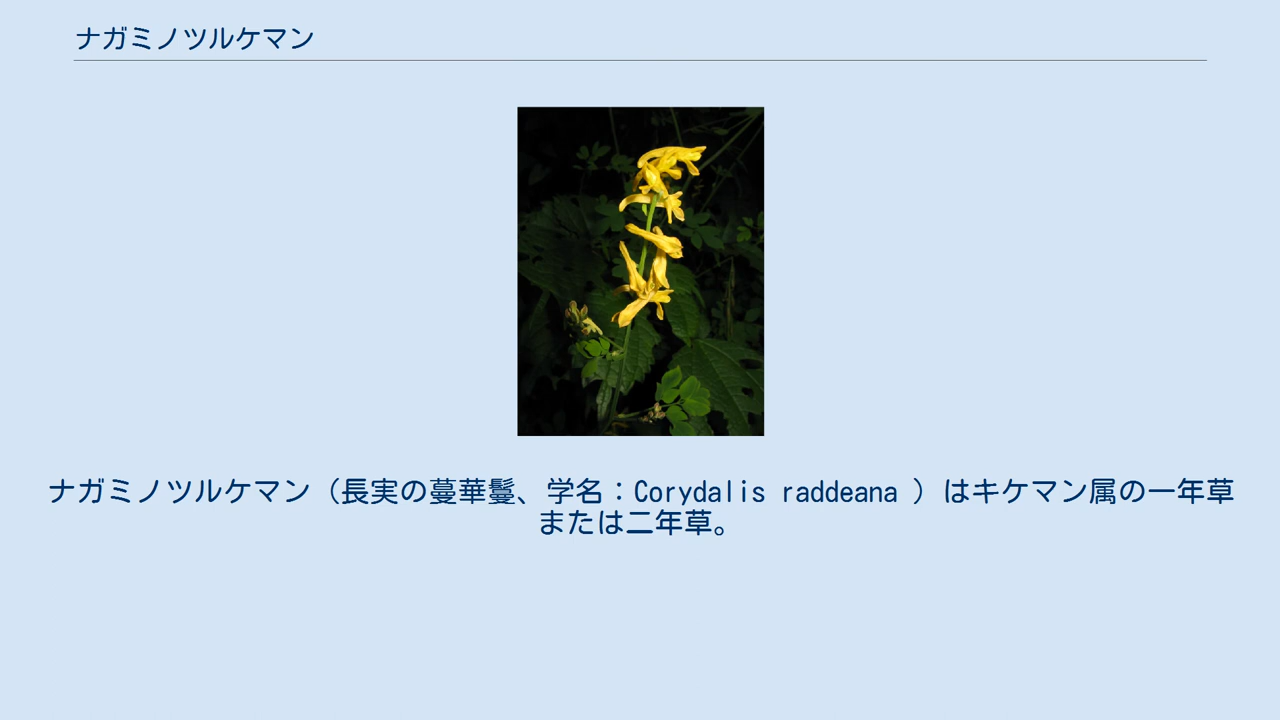 ナガミノツルケマン
ナガミノツルケマン（長実の蔓華鬘、学名：Corydalis raddeana ）はキケマン属の一年草
または二年草。